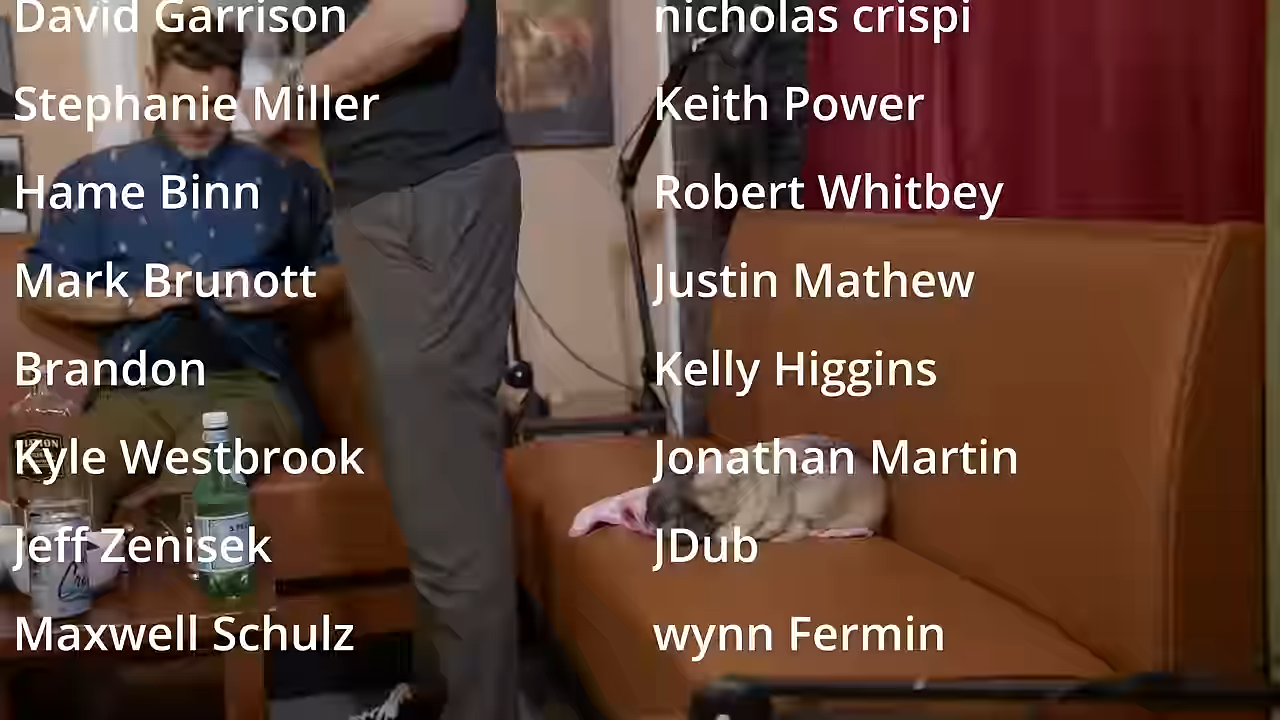 David Garrison
nicholas crispi
Stephanie Miller
Keith Power
Hame Binn
Robert Whitbey
Mark Brunott
Justin Mathew
Brandon
Kelly Higgins
Kyle Westbrook
Jonathan Martin
Jeff Zenisek
JDub
Maxwell Schulz
wynn Fermin